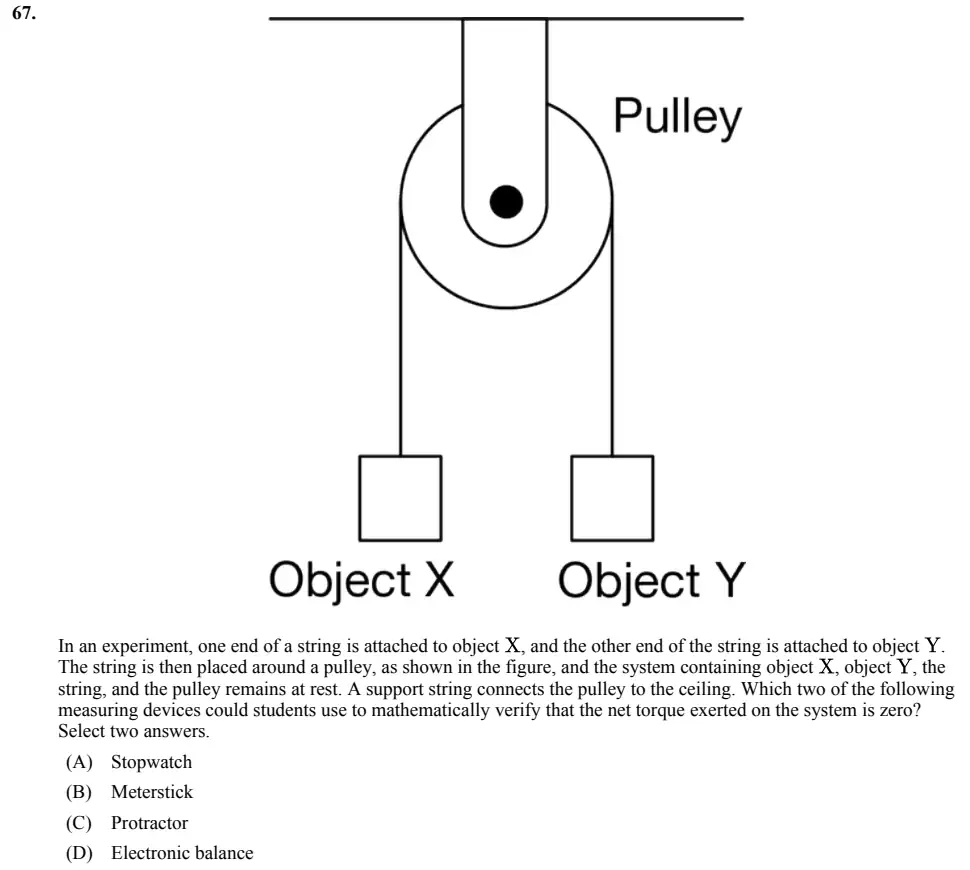 67.
Pulley
Object X
Object Y
In an experiment, one end of a string is attached to object X, and the other end of the string is attached to object Y.
The string is then placed around a pulley, as shown in the figure, and the system containing object X, object Y, the
string, and the pulley remains at rest. A support string connects the pulley to the ceiling. Which two of the following
measuring devices could students use to mathematically verify that the net torque exerted on the system is zero?
Select two answers.
(A) Stopwatch
(B) Meterstick
(C) Protractor
(D) Electronic balance